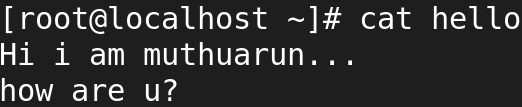 [root@localhost ~]# cat hello
Hi i am muthuarun...
how are u?